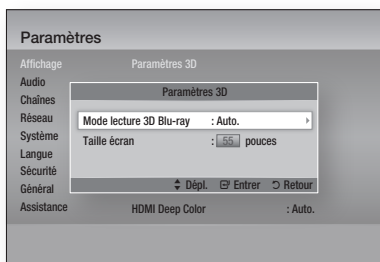 Paramètres
Affichage Paramètres 3D
Audio
Chaînes
Réseau
Système
Langue
Sécurité
Général
Assistance
Paramètres 3D
Mode lecture 3D Blu-ray : Auto.
Taille écran : 55 pouces
Dépl. Entrer Retour
HDMI Deep Color : Auto.